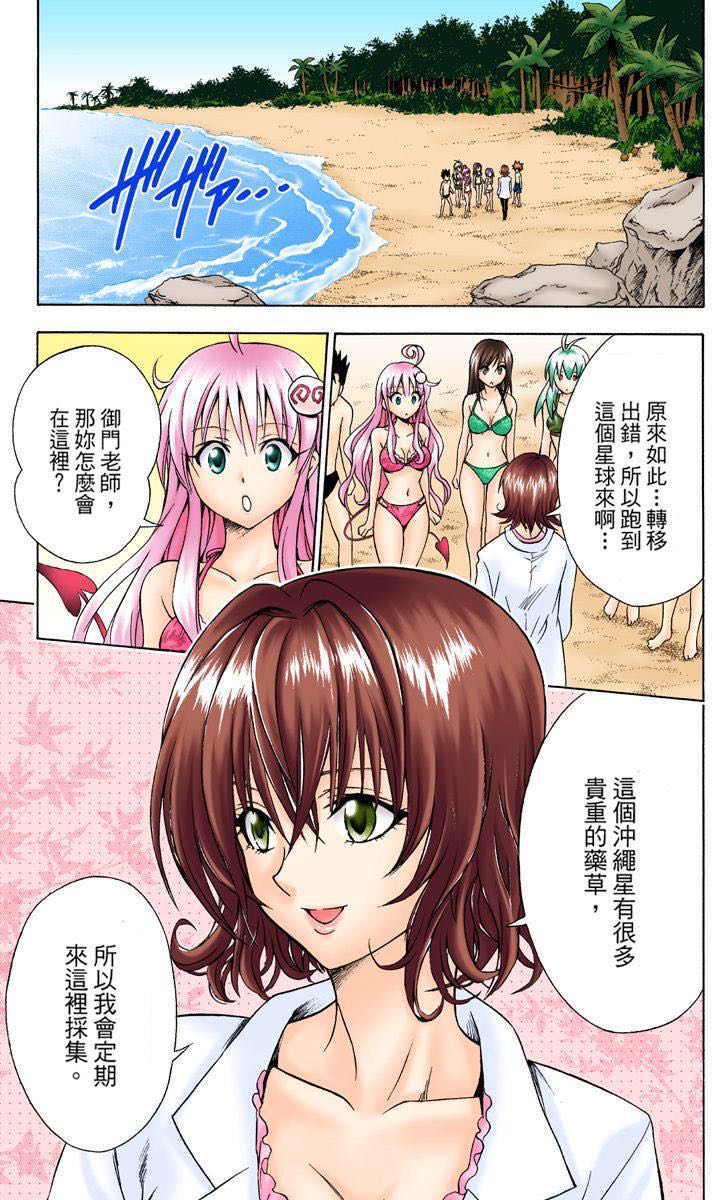 ザザァ・・・
原來如此…轉移
出錯，所以跑到
這個星球來啊…
御門老師，
那妳怎麼會
在這裡？
這個沖繩星有很多
貴重的藥草，
所以我會定期
來這裡採集。